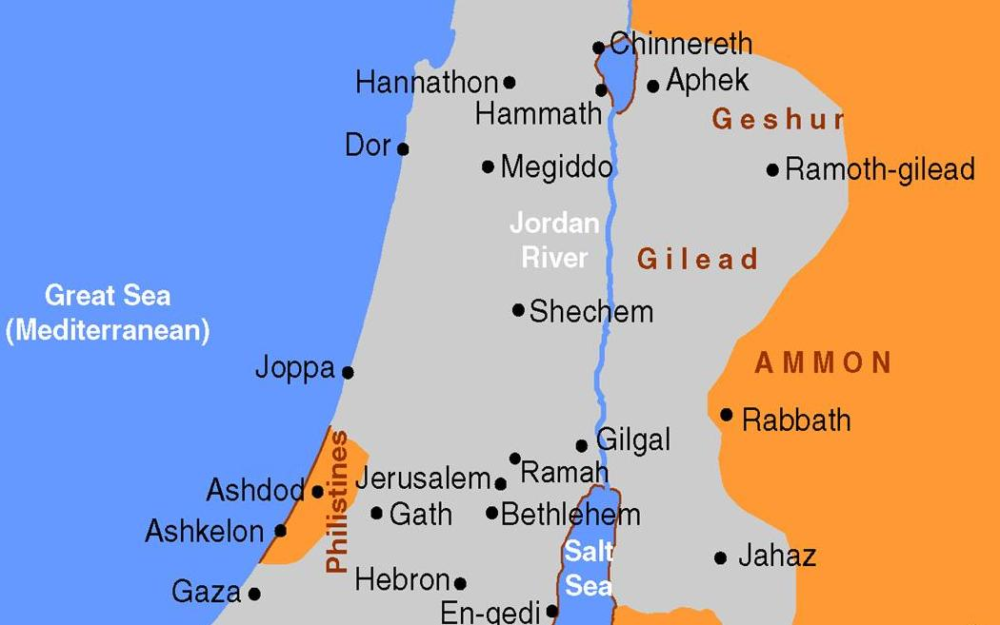 Chinnereth
Hannathon
Aphek
Hammath
Geshur
Dor
Megiddo
Ramoth-gilead
Jordan
River
Gilead
Great Sea
(Mediterranean)
Shechem
Joppa
AMMON
Rabbath
Gilgal
Philistines
Jerusalem
Ramah
Ashdod
Gath
Bethlehem
Ashkelon
Salt
Sea
Jahaz
Gaza
Hebron
En-gedi